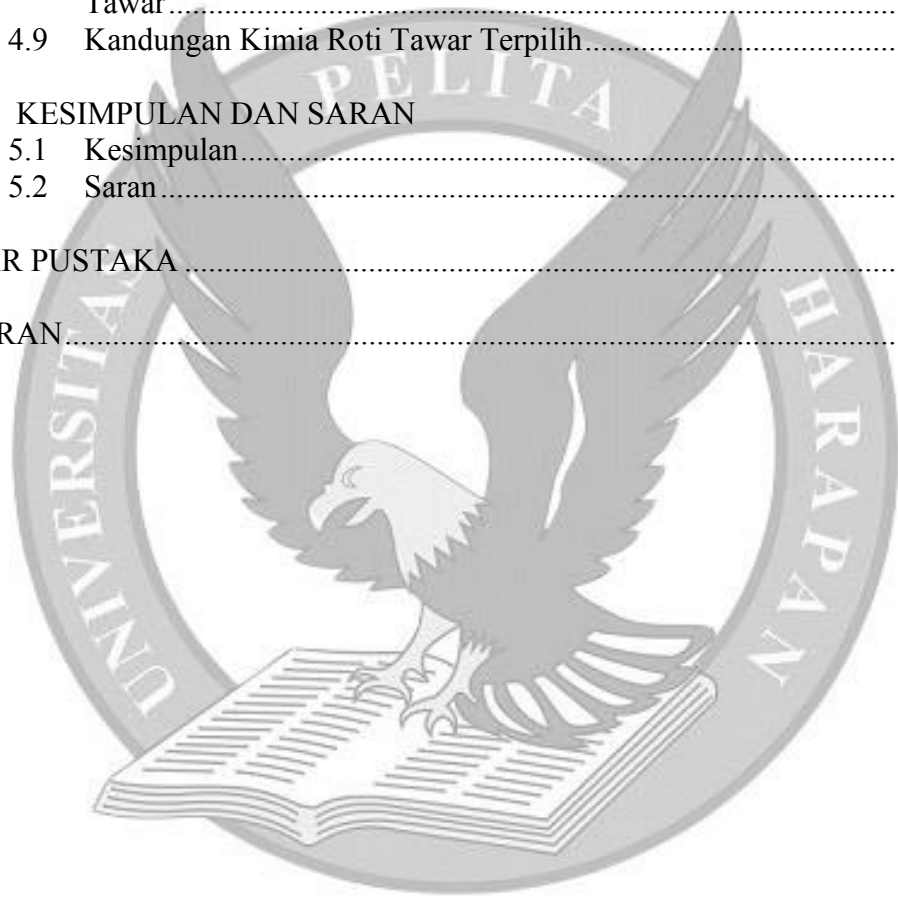 Tawar................................................................
4.9 Kandungan Kimia Roti Tawar Terpilih................................
KESIMPULAN DAN SARAN
5.1 Kesimpulan................................................................
5.2 Saran................................................................
R PUSTAKA ................................................................
RAN................................................................
UNIVERSITAS PELITA HARAPAN